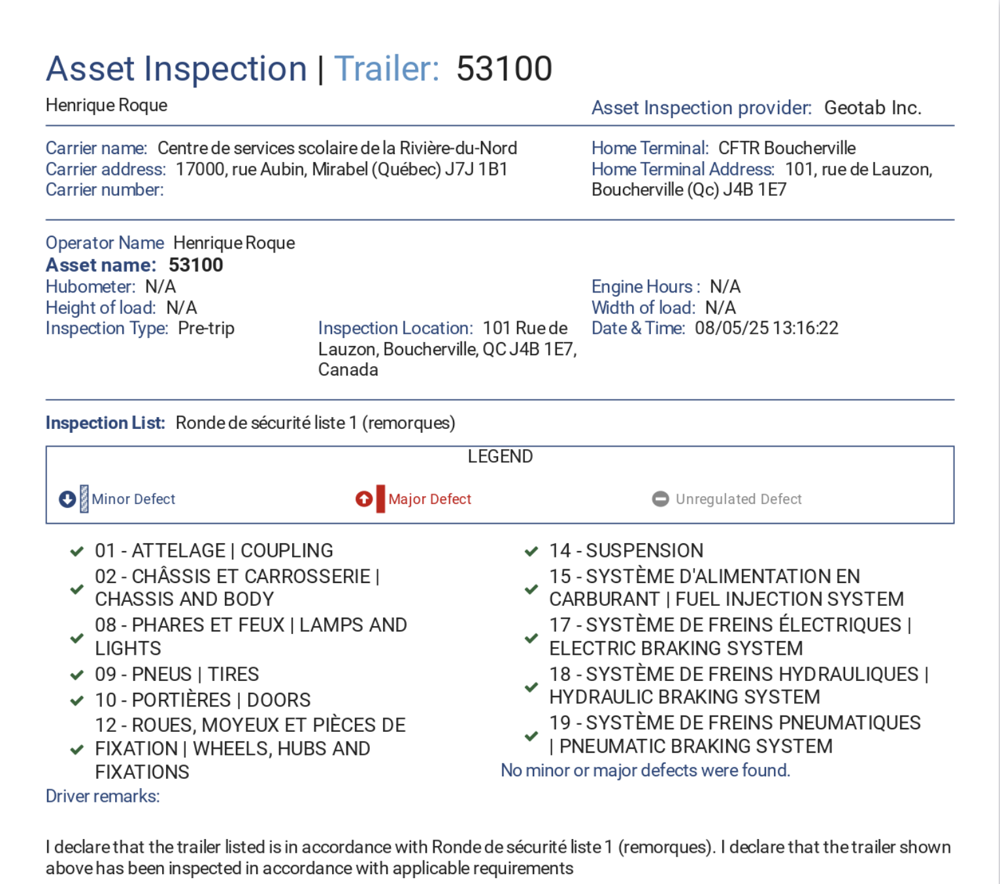 Asset Inspection | Trailer: 53100
Henrique Roque
Asset Inspection provider: Geotab Inc.
Carrier name: Centre de services scolaire de la Rivière-du-Nord
Carrier address: 17000, rue Aubin, Mirabel (Québec) J7J 1B1
Carrier number:
Home Terminal: CFTR Boucherville
Home Terminal Address: 101, rue de Lauzon,
Boucherville (Qc) J4B 1E7
Operator Name Henrique Roque
Asset name: 53100
Hubometer: N/A
Engine Hours : N/A
Height of load: N/A
Width of load: N/A
Inspection Type: Pre-trip
Inspection Location: 101 Rue de
Lauzon, Boucherville, QC J4B 1E7,
Canada
Date & Time: 08/05/25 13:16:22
Inspection List: Ronde de sécurité liste 1 (remorques)
LEGEND
Minor Defect
Major Defect
Unregulated Defect
01 - ATTELAGE | COUPLING
02 - CHÂSSIS ET CARROSSERIE |
CHASSIS AND BODY
08 - PHARES ET FEUX | LAMPS AND
LIGHTS
09 - PNEUS | TIRES
10 - PORTIÈRES | DOORS
12 - ROUES, MOYEUX ET PIÈCES DE
FIXATION | WHEELS, HUBS AND
FIXATIONS
14 - SUSPENSION
15 - SYSTÈME D'ALIMENTATION EN
CARBURANT | FUEL INJECTION SYSTEM
17 - SYSTÈME DE FREINS ÉLECTRIQUES |
ELECTRIC BRAKING SYSTEM
18 - SYSTÈME DE FREINS HYDRAULIQUES |
HYDRAULIC BRAKING SYSTEM
19 - SYSTÈME DE FREINS PNEUMATIQUES
| PNEUMATIC BRAKING SYSTEM
No minor or major defects were found.
Driver remarks:
I declare that the trailer listed is in accordance with Ronde de sécurité liste 1 (remorques). I declare that the trailer shown
above has been inspected in accordance with applicable requirements